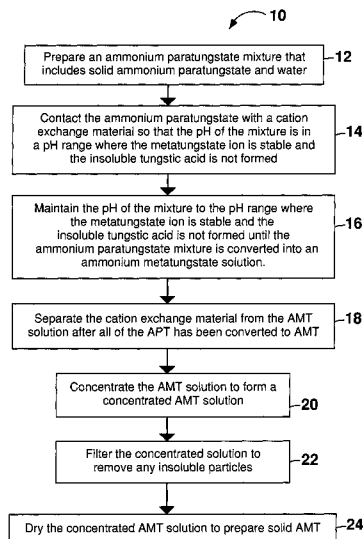 10
Prepare an ammonium paratungstate mixture that
includes solid ammonium paratungstate and water
12
Contact the ammonium paratungstate with a cation
exchange material so that the pH of the mixture is in
a pH range where the metatungstate ion is stable and
the insoluble tungstic acid is not formed
14
Maintain the pH of the mixture to the pH range where
the metatungstate ion is stable and the
insoluble tungstic acid is not formed until the
ammonium paratungstate mixture is converted into an
ammonium metatungstate solution.
16
Separate the cation exchange material from the AMT
solution after all of the APT has been converted to AMT
18
Concentrate the AMT solution to form a
concentrated AMT solution
20
Filter the concentrated solution to
remove any insoluble particles
22
Dry the concentrated AMT solution to prepare solid AMT
24